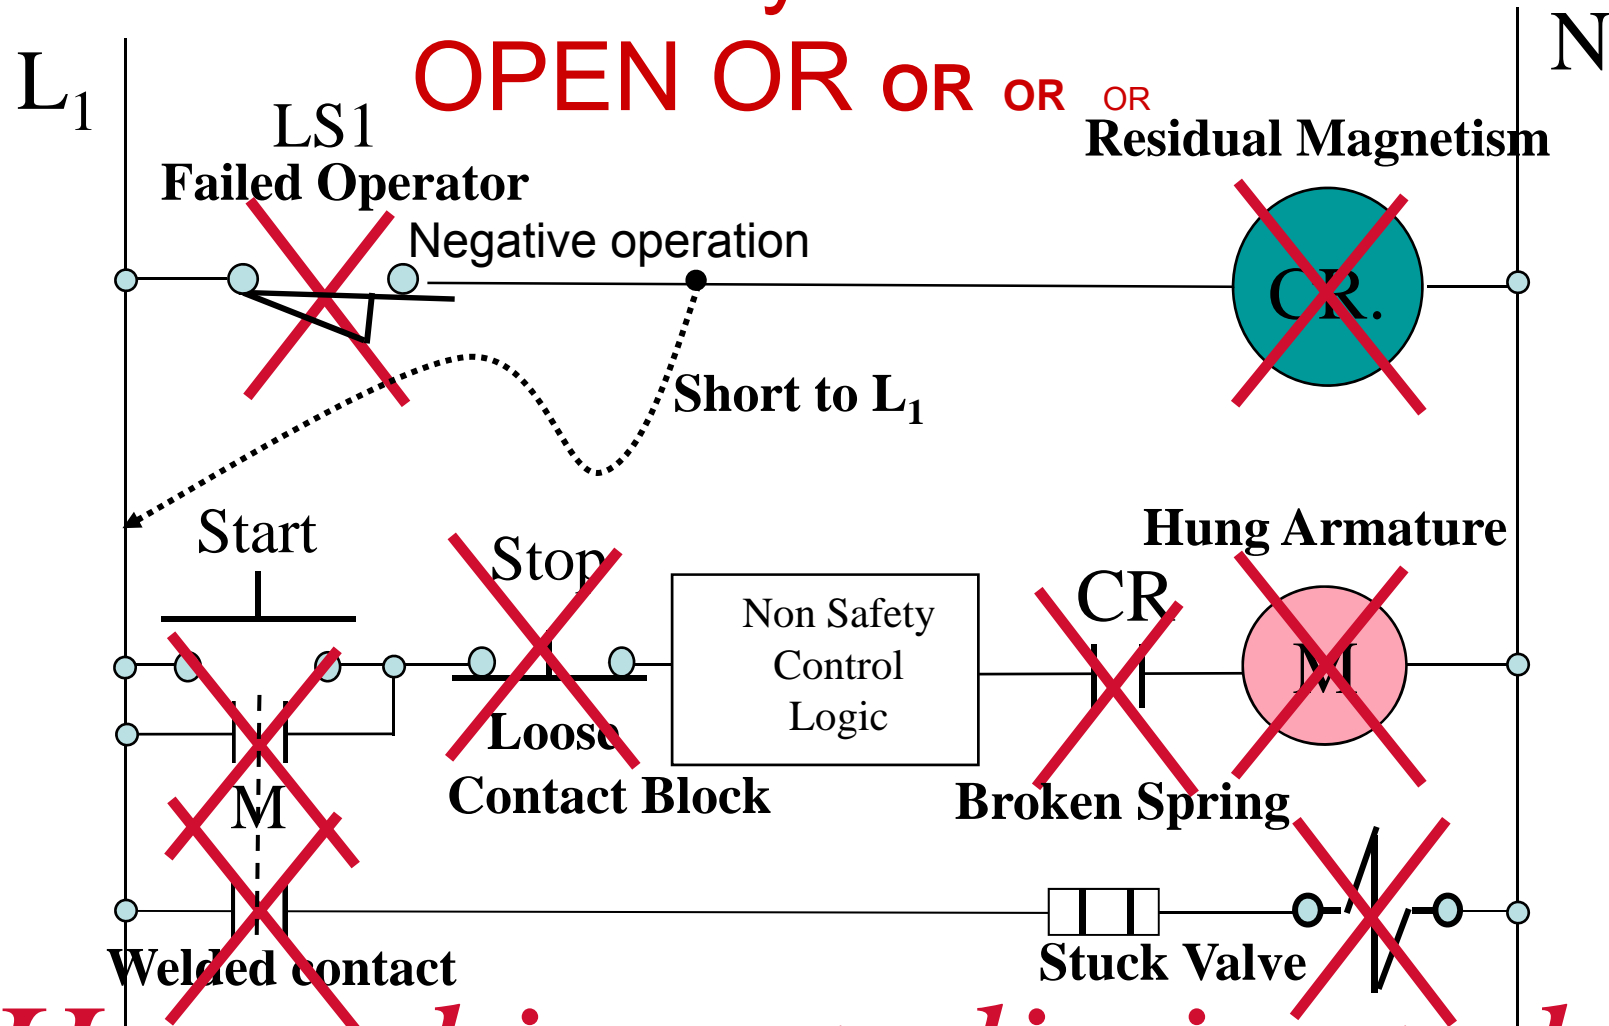 OPEN OR OR OR OR
L1
N
LS1
Failed Operator
Residual Magnetism
Negative operation
CR.
Short to L1
Start
Stop
Hung Armature
Non Safety
Control
Logic
CR
M
Loose
Contact Block
Broken Spring
M
Welded contact
Stuck Valve